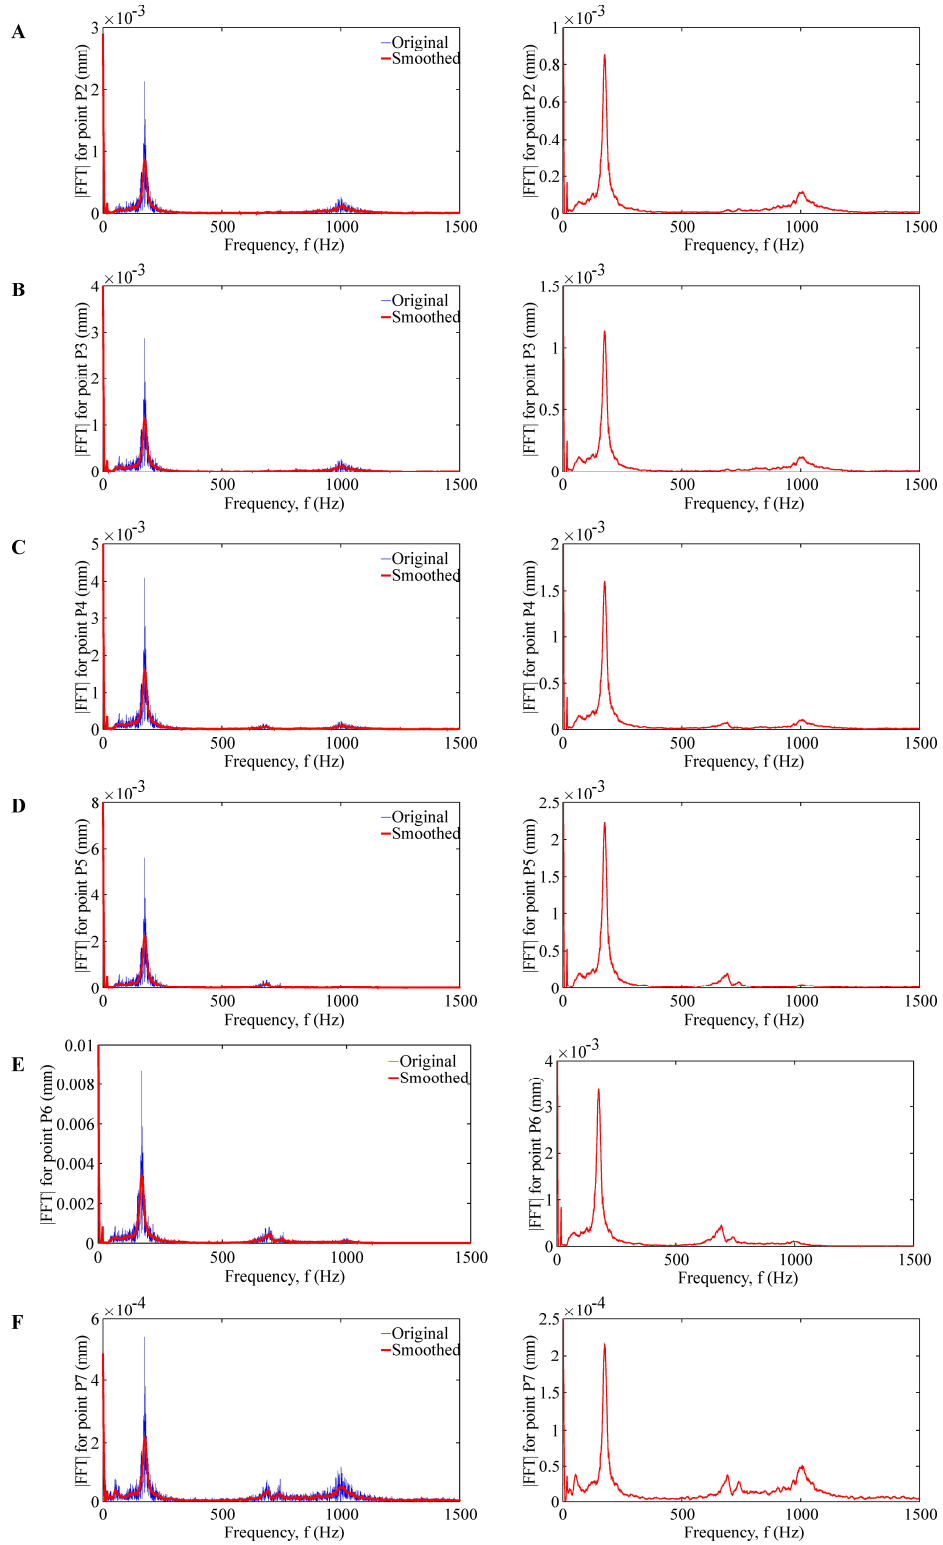 A
×10-3
3
2
1
0
|FFT| for point P2 (mm)
Original
Smoothed
0 500 1000 1500
Frequency, f (Hz)
×10-3
1
0.8
0.6
0.4
0.2
0
|FFT| for point P2 (mm)
0 500 1000 1500
Frequency, f (Hz)
B
×10-3
4
3
2
1
0
|FFT| for point P3 (mm)
Original
Smoothed
0 500 1000 1500
Frequency, f (Hz)
×10-3
1.5
1
0.5
0
|FFT| for point P3 (mm)
0 500 1000 1500
Frequency, f (Hz)
C
×10-3
5
4
3
2
1
0
|FFT| for point P4 (mm)
Original
Smoothed
0 500 1000 1500
Frequency, f (Hz)
×10-3
2
1.5
1
0.5
0
|FFT| for point P4 (mm)
0 500 1000 1500
Frequency, f (Hz)
D
×10-3
8
6
4
2
0
|FFT| for point P5 (mm)
Original
Smoothed
0 500 1000 1500
Frequency, f (Hz)
×10-3
2.5
2
1.5
1
0.5
0
|FFT| for point P5 (mm)
0 500 1000 1500
Frequency, f (Hz)
E
0.01
0.008
0.006
0.004
0.002
0
|FFT| for point P6 (mm)
Original
Smoothed
0 500 1000 1500
Frequency, f (Hz)
×10-3
4
3
2
1
0
|FFT| for point P6 (mm)
0 500 1000 1500
Frequency, f (Hz)
F
×10-4
6
4
2
0
|FFT| for point P7 (mm)
Original
Smoothed
0 500 1000 1500
Frequency, f (Hz)
×10-4
2.5
2
1.5
1
0.5
0
|FFT| for point P7 (mm)
0 500 1000 1500
Frequency, f (Hz)